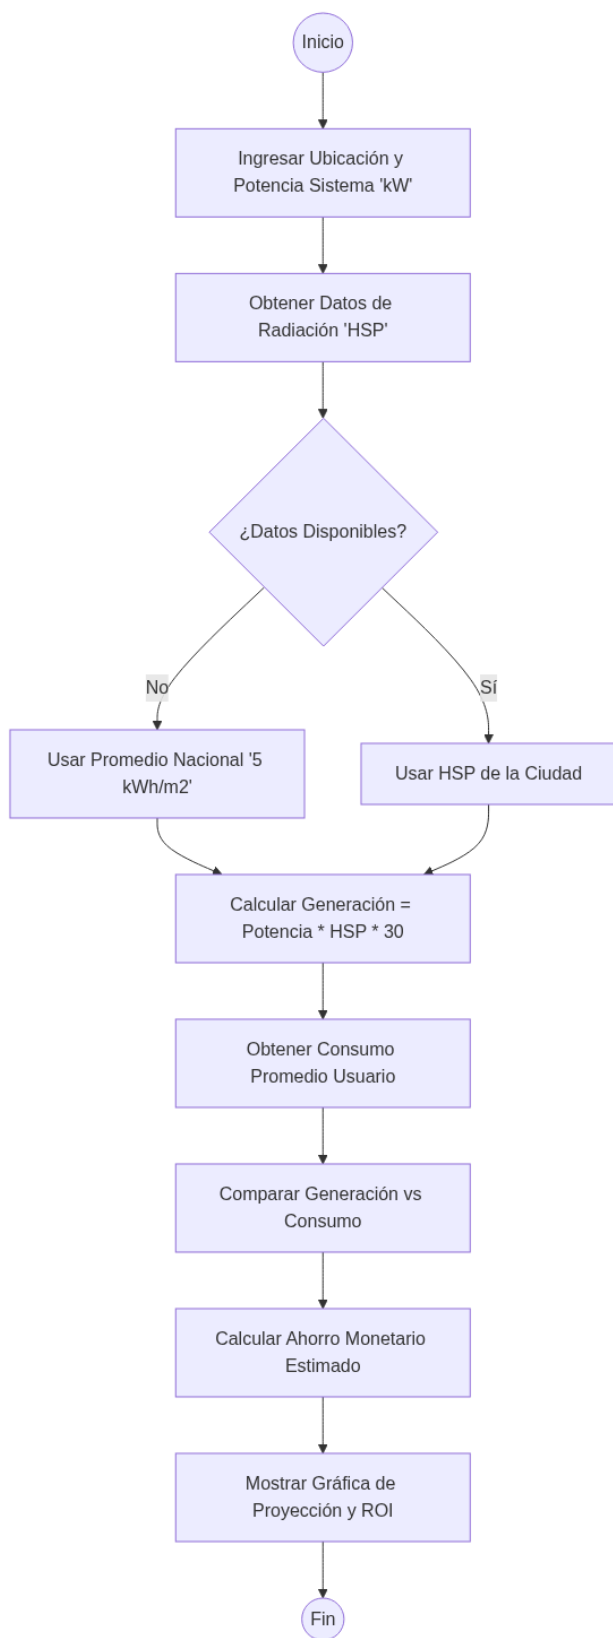 Inicio
Ingresar Ubicación y
Potencia Sistema 'kW'
Obtener Datos de
Radiación 'HSP'
¿Datos Disponibles?
No
Sí
Usar Promedio Nacional '5
kWh/m2'
Usar HSP de la Ciudad
Calcular Generación =
Potencia * HSP * 30
Obtener Consumo
Promedio Usuario
Comparar Generación vs
Consumo
Calcular Ahorro Monetario
Estimado
Mostrar Gráfica de
Proyección y ROI
Fin